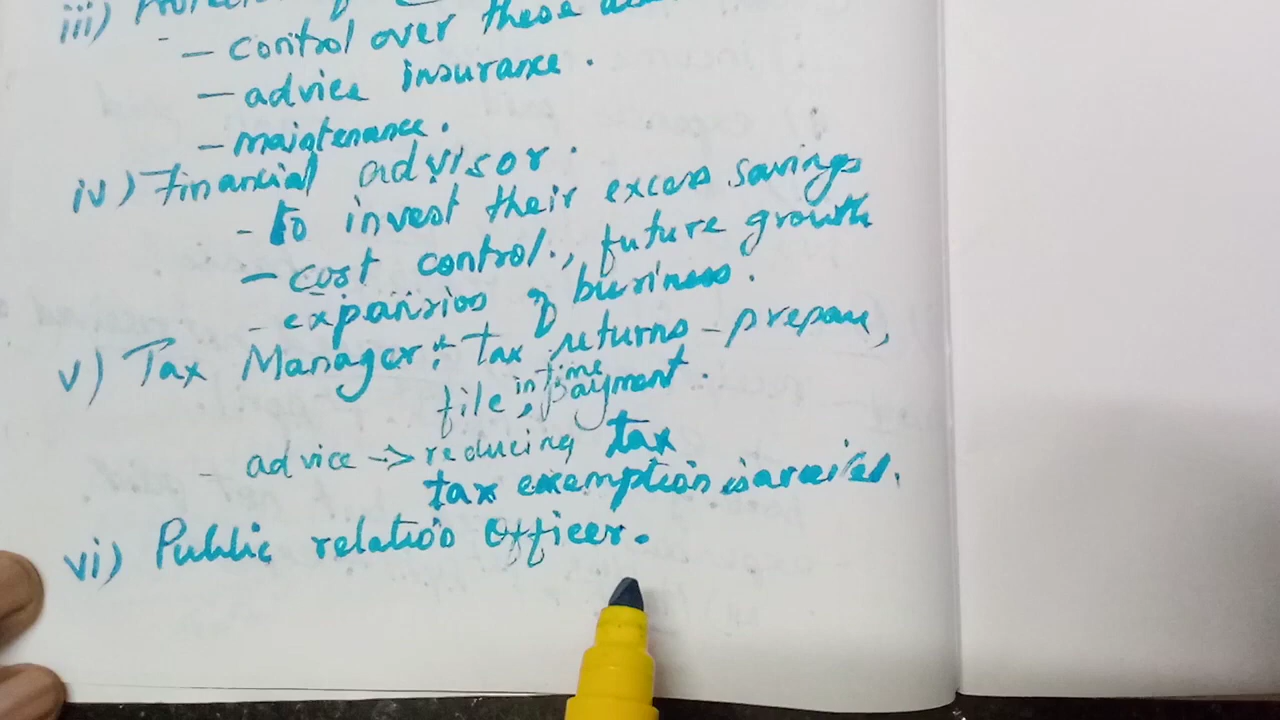 iii)
- control over these
- advice insurance.
- maintenance.
iv) Financial advisor.
- to invest their excess savings
- cost control., future growth
- expansion of business.
v) Tax Manager: tax returns - prepare,
file, in time payment.
- advice -> reducing tax
tax exemption is
vi) Public relation Officer.